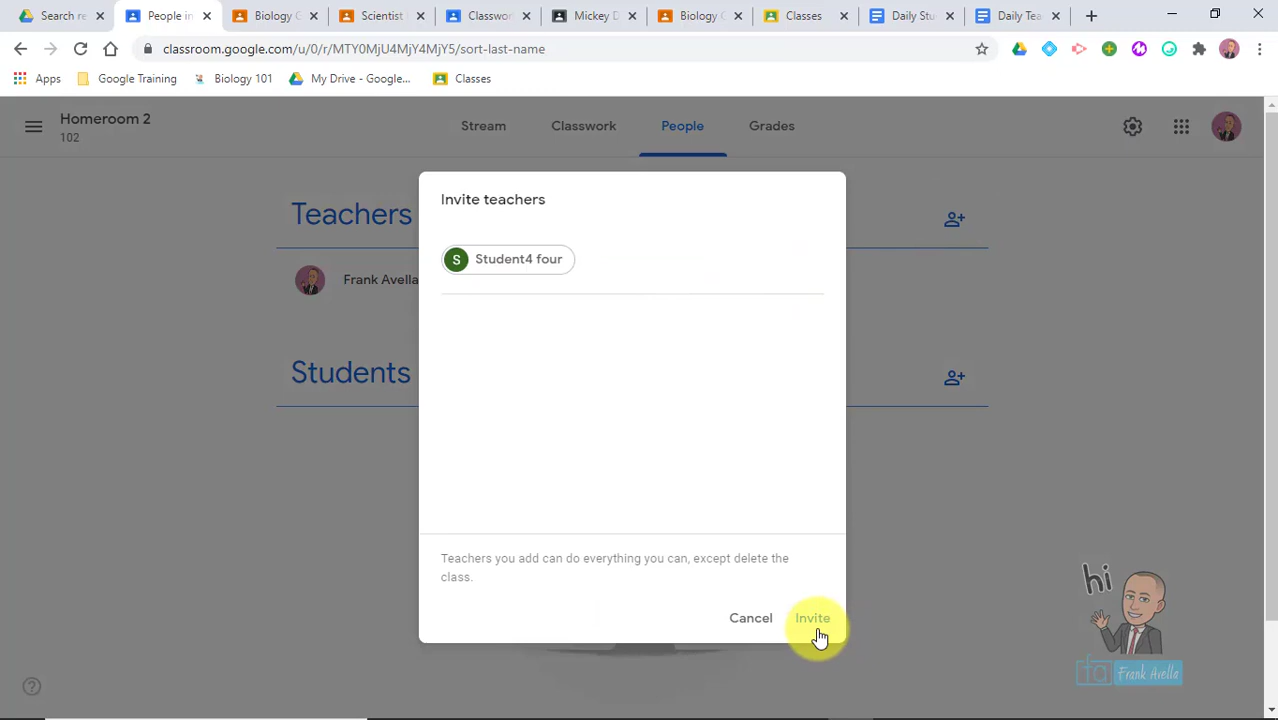 Search re
People in
Biology C
Scientist
Classwor
Mickey D
Biology C
Classes
Daily Stu
Daily Tea
classroom.google.com/u/0/r/MTY0MjU4MjY4MjY5/sort-last-name
Apps
Google Training
Biology 101
My Drive - Google...
Classes
Homeroom 2
102
Stream
Classwork
People
Grades
Invite teachers
Teachers
S
Student4 four
Frank Avella
Students
Teachers you add can do everything you can, except delete the
class.
Cancel
Invite
hi
fa Frank Avella